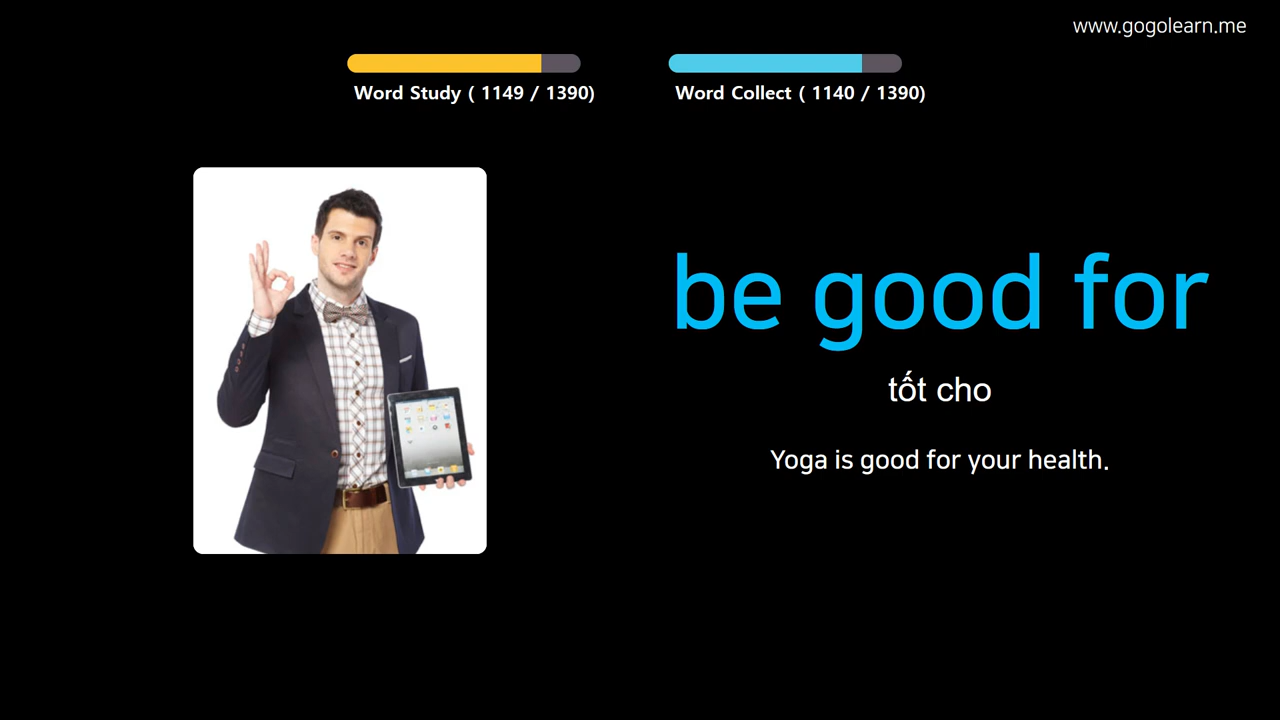 www.gogolearn.me
Word Study ( 1149 / 1390)
Word Collect ( 1140 / 1390)
be good for
tốt cho
Yoga is good for your health.